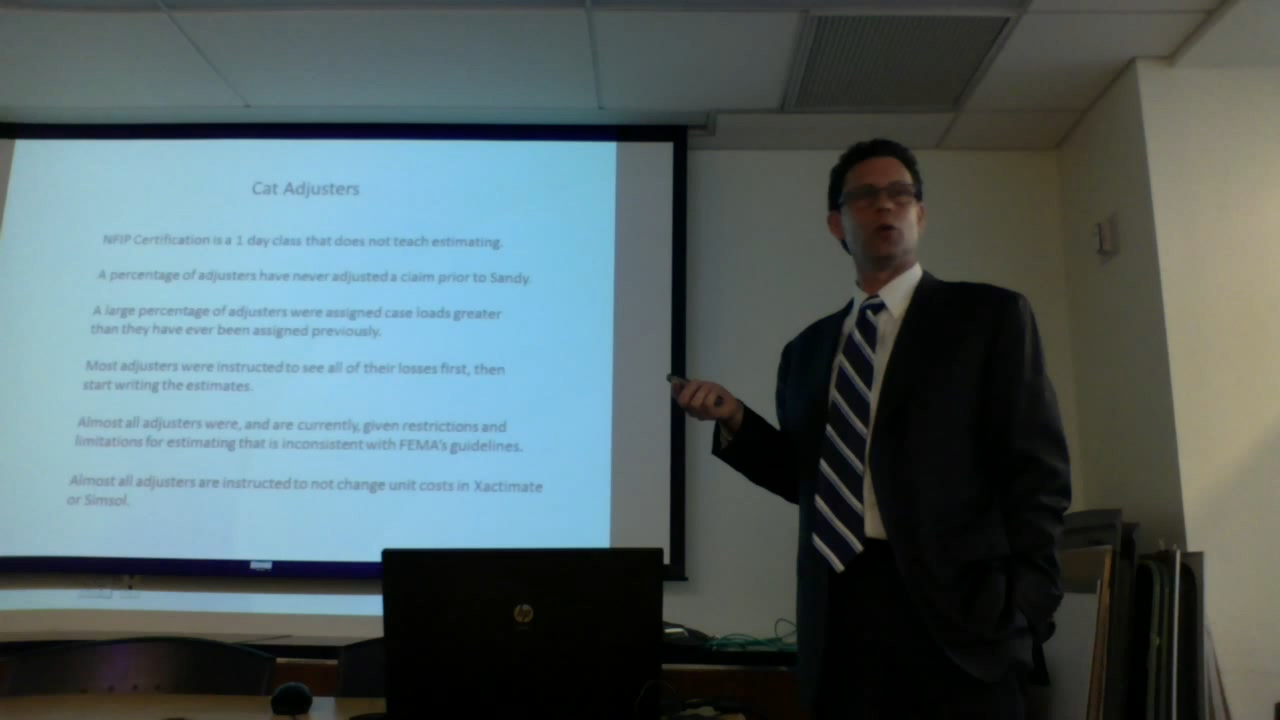 Cat Adjusters
NFIP Certification is a 1 day class that does not teach estimating.
A percentage of adjusters have never adjusted a claim prior to Sandy.
A large percentage of adjusters were assigned case loads greater
than they have ever been assigned previously.
Most adjusters were instructed to see all of their losses first, then
start writing the estimates.
Almost all adjusters were, and are currently, given restrictions and
limitations for estimating that is inconsistent with FEMA's guidelines.
Almost all adjusters are instructed to not change unit costs in Xactimate
or Simsol.
hp